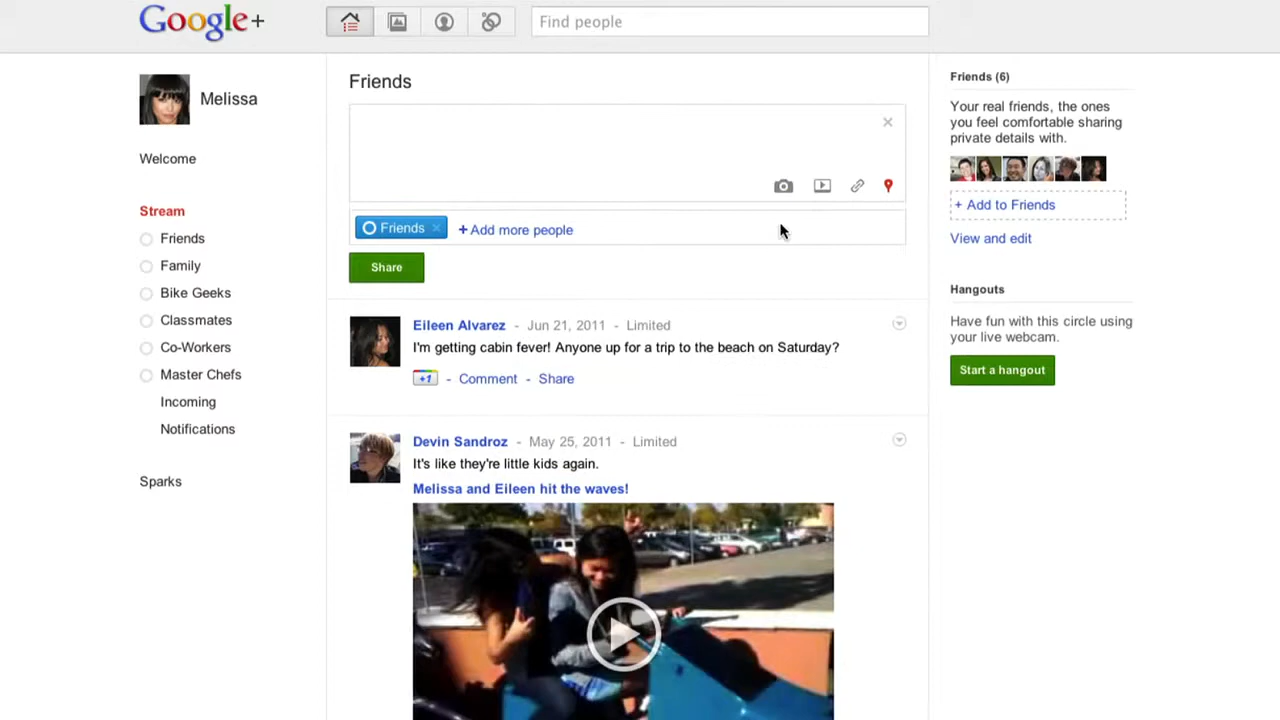 Google+
Find people
Melissa
Welcome
Stream
Friends
Family
Bike Geeks
Classmates
Co-Workers
Master Chefs
Incoming
Notifications
Sparks
Friends
Friends
+ Add more people
Share
Eileen Alvarez - Jun 21, 2011 - Limited
I'm getting cabin fever! Anyone up for a trip to the beach on Saturday?
+1 - Comment - Share
Devin Sandroz - May 25, 2011 - Limited
It's like they're little kids again.
Melissa and Eileen hit the waves!
Friends (6)
Your real friends, the ones
you feel comfortable sharing
private details with.
+ Add to Friends
View and edit
Hangouts
Have fun with this circle using
your live webcam.
Start a hangout